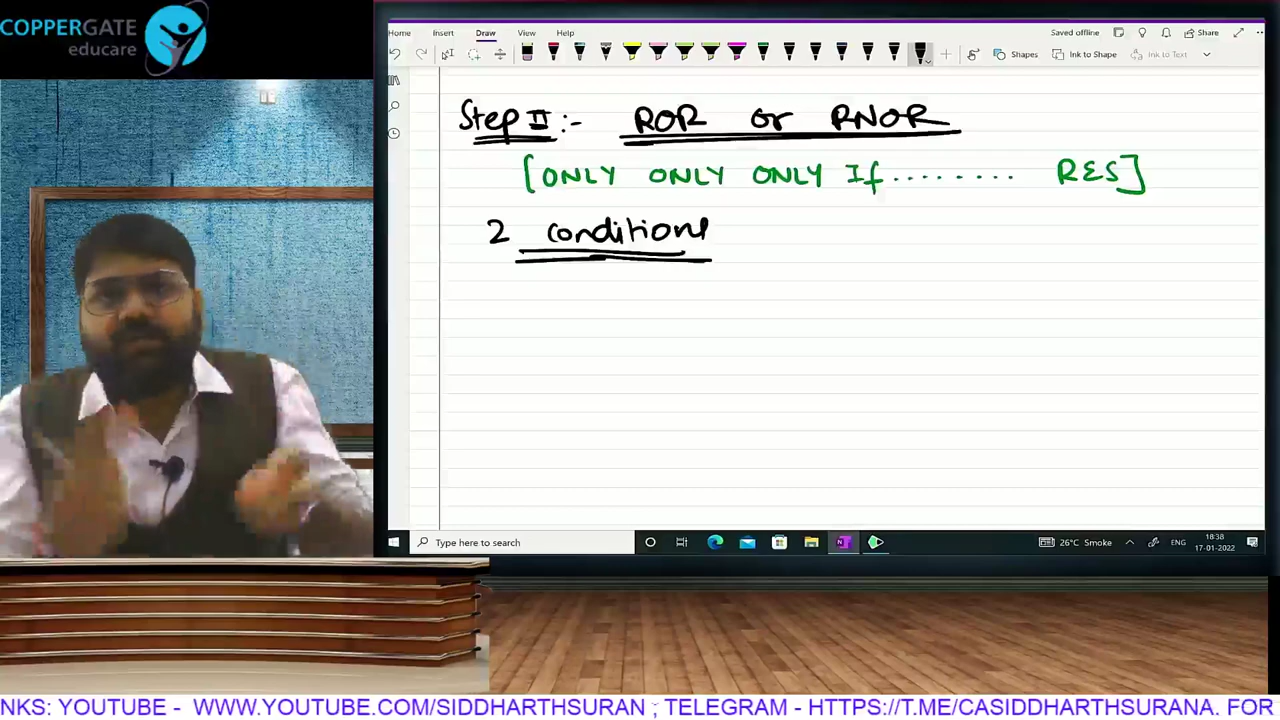 COPPERGATE
educare
Home Insert Draw View Help
Saved offline
Share
Shapes
Ink to Shape
Ink to Text
Step II :- ROR or RNOR
[ONLY ONLY ONLY If ........ RES]
2 conditions
Type here to search
26°C Smoke
ENG
18:38
17-01-2022
NKS: YOUTUBE - WWW.YOUTUBE.COM/SIDDHARTHSURAN ; TELEGRAM - HTTPS://T.ME/CASIDDHARTHSURANA. FOR